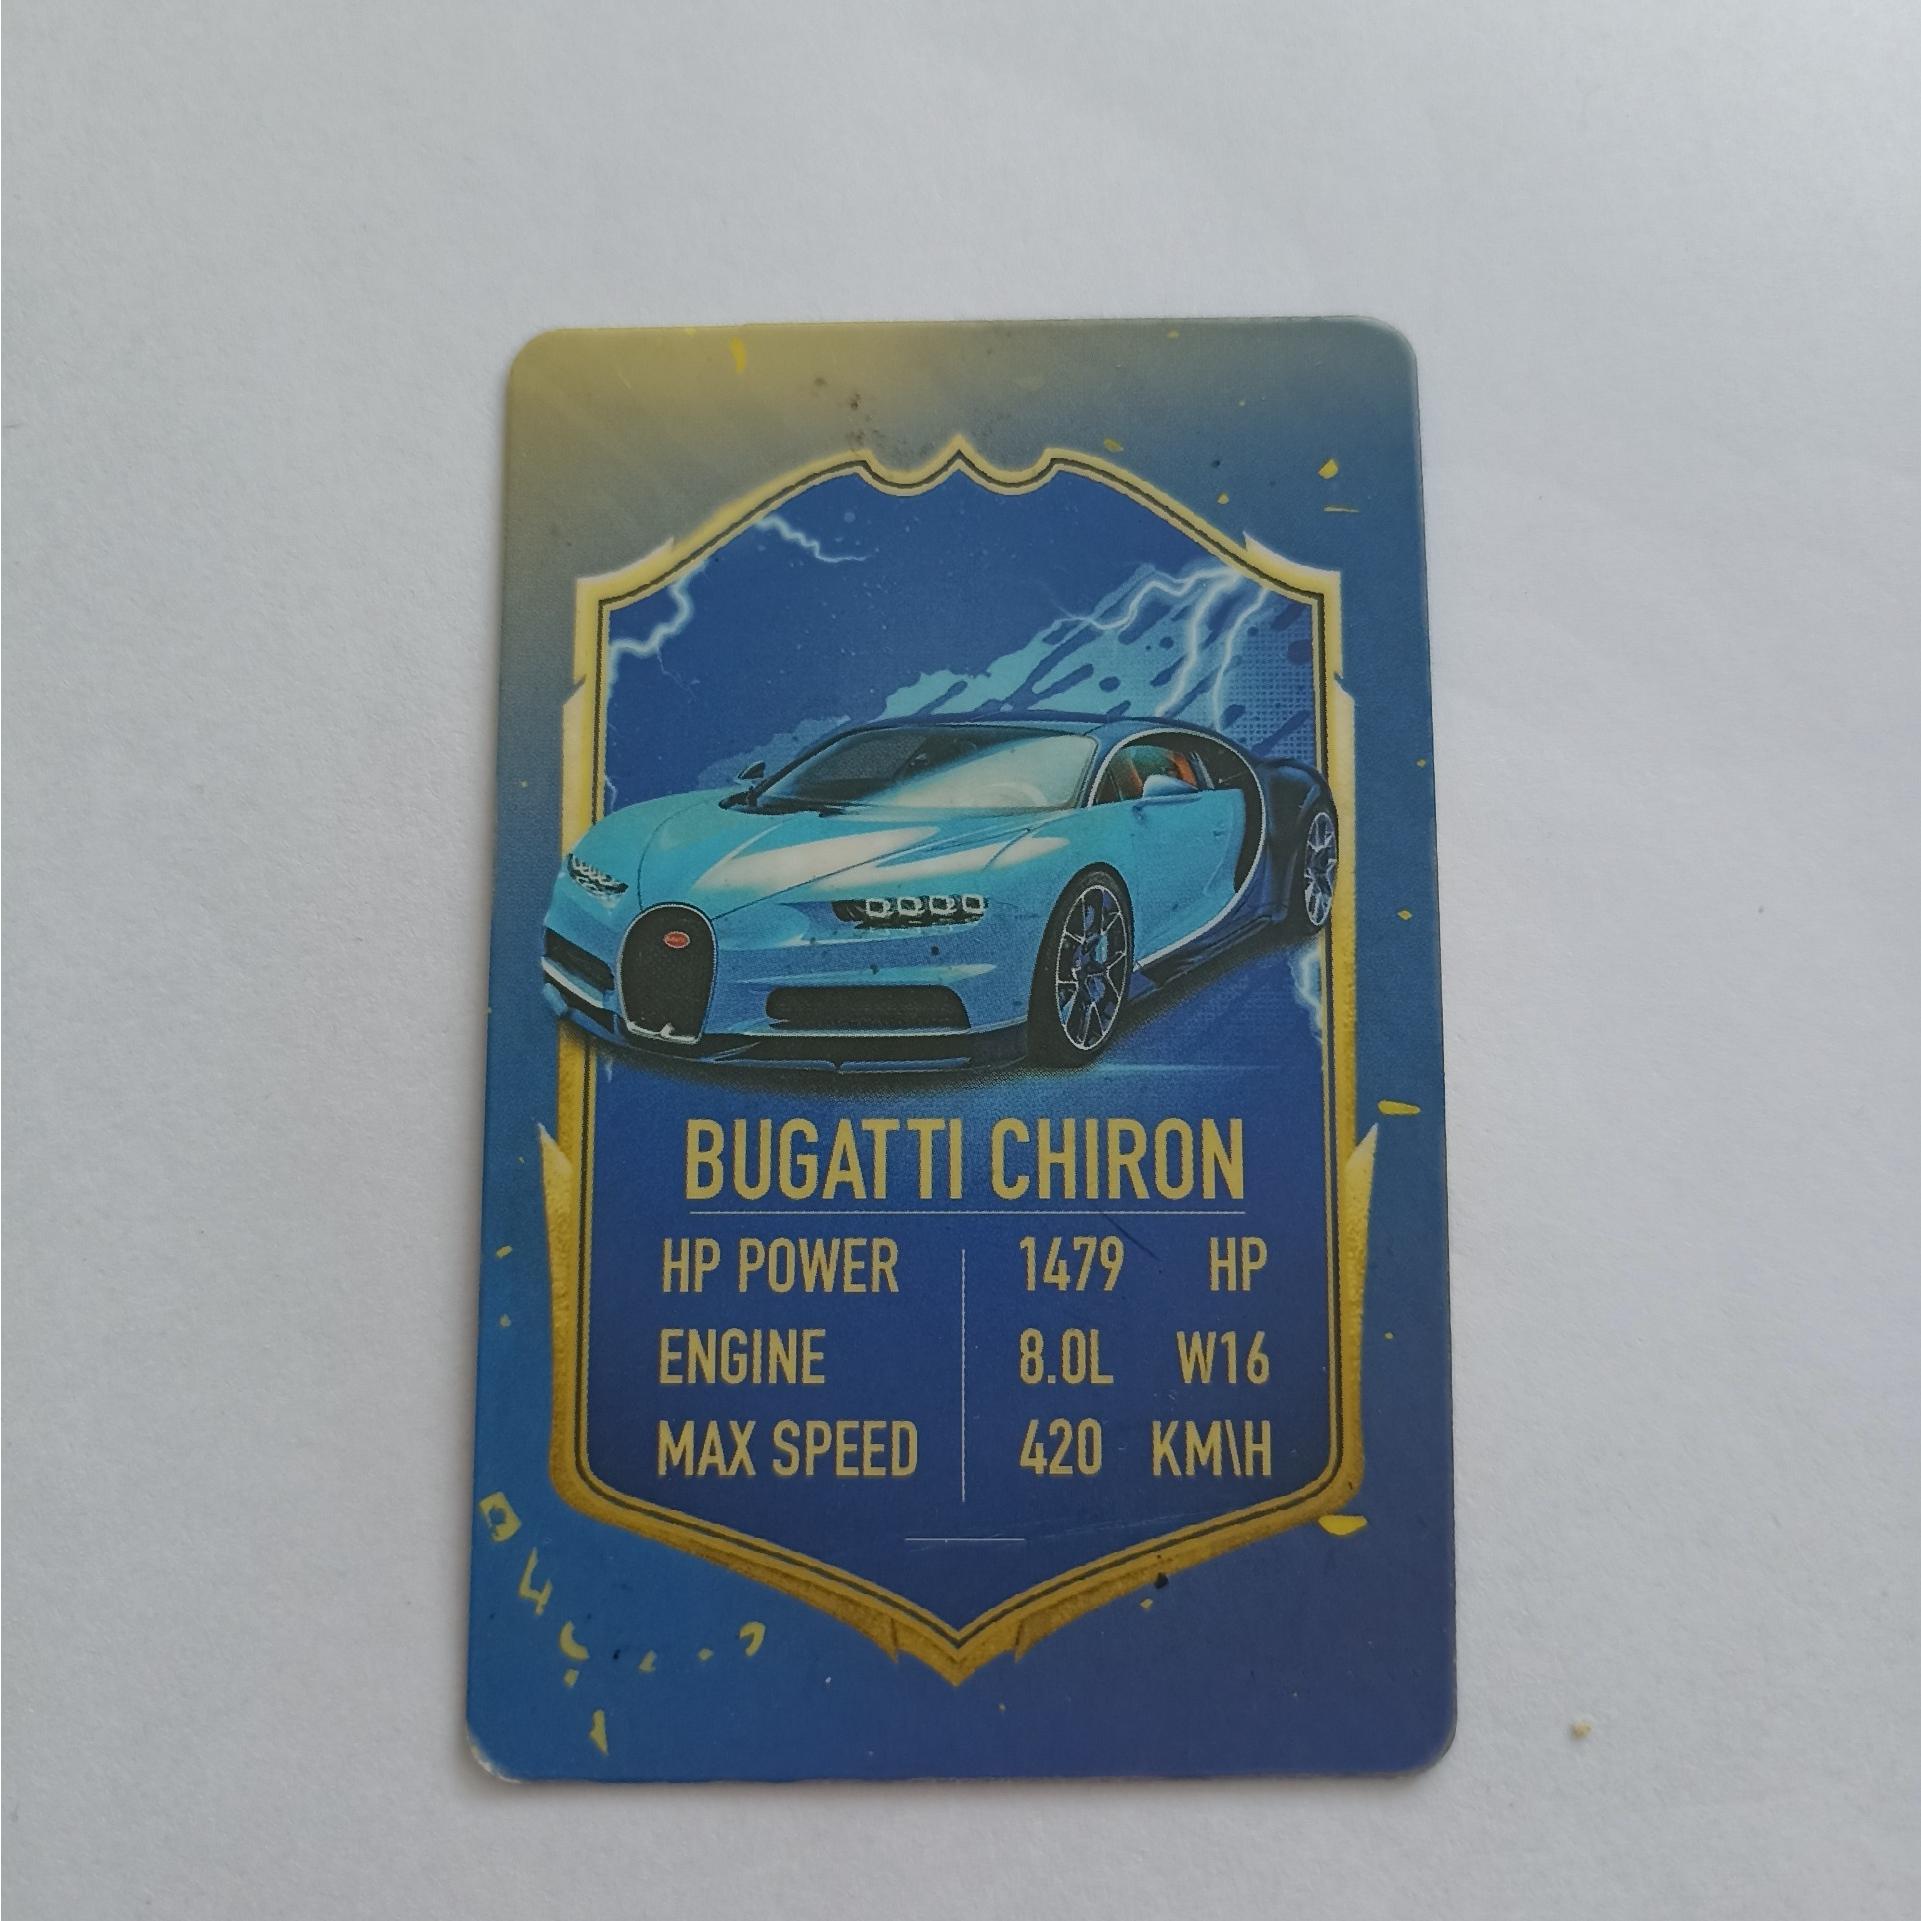 BUGATTI CHIRON
HP POWER 1479 HP
ENGINE 8.0L W16
MAX SPEED 420 KM\H